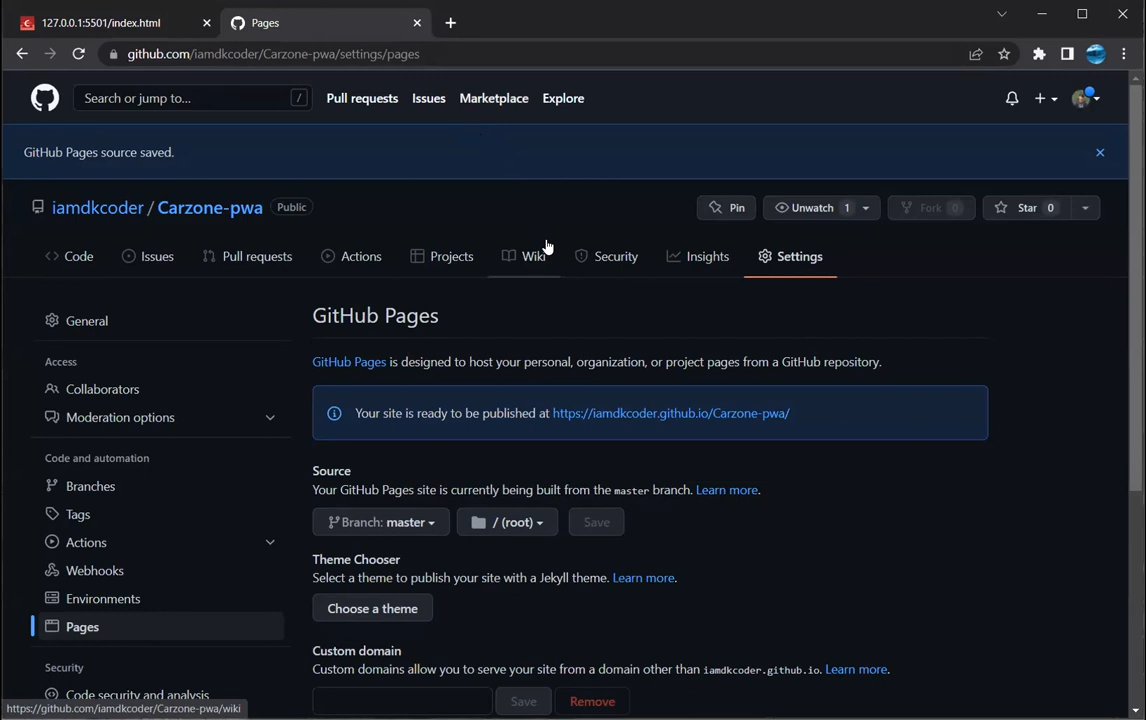 127.0.0.1:5501/index.html
Pages
github.com/iamdkcoder/Carzone-pwa/settings/pages
Search or jump to... /
Pull requests Issues Marketplace Explore
GitHub Pages source saved.
iamdkcoder / Carzone-pwa Public
Pin Unwatch 1 Fork 0 Star 0
Code Issues Pull requests Actions Projects Wiki Security Insights Settings
General
Access
Collaborators
Moderation options
Code and automation
Branches
Tags
Actions
Webhooks
Environments
Pages
Security
Code security and analysis
GitHub Pages
GitHub Pages is designed to host your personal, organization, or project pages from a GitHub repository.
Your site is ready to be published at https://iamdkcoder.github.io/Carzone-pwa/
Source
Your GitHub Pages site is currently being built from the master branch. Learn more.
Branch: master / (root) Save
Theme Chooser
Select a theme to publish your site with a Jekyll theme. Learn more.
Choose a theme
Custom domain
Custom domains allow you to serve your site from a domain other than iamdkcoder.github.io. Learn more.
Save Remove
https://github.com/iamdkcoder/Carzone-pwa/wiki